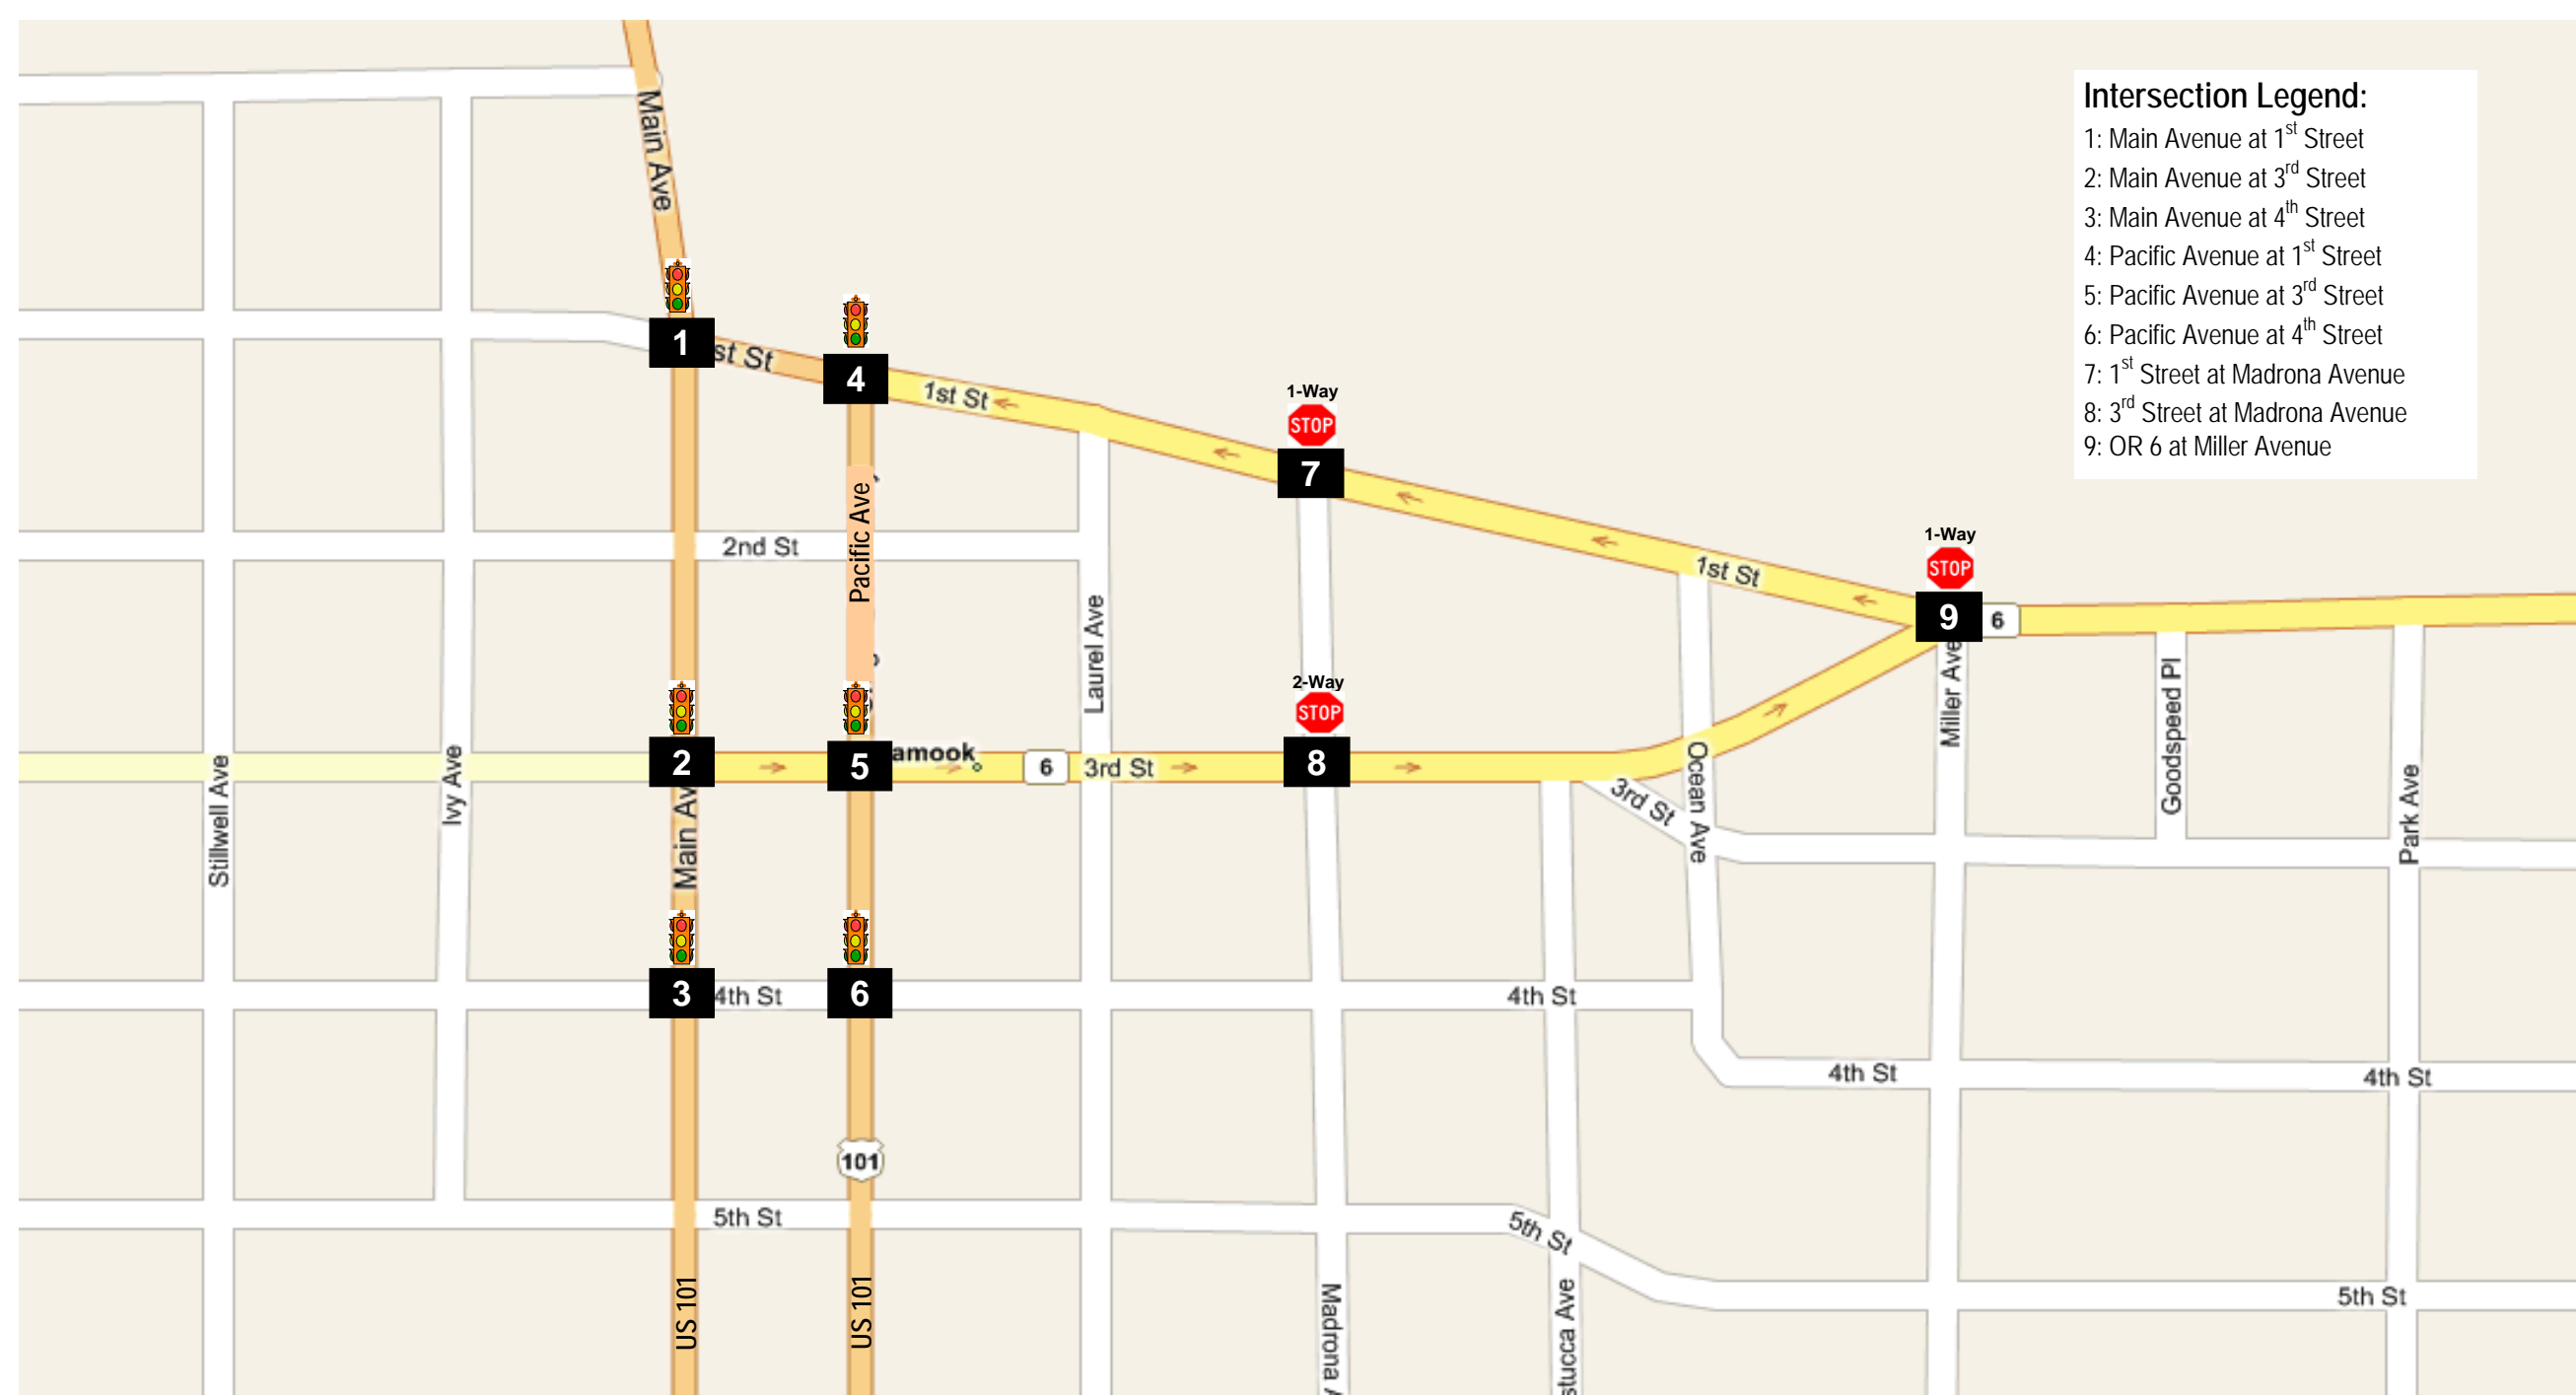 Intersection Legend:
1: Main Avenue at 1st Street
2: Main Avenue at 3rd Street
3: Main Avenue at 4th Street
4: Pacific Avenue at 1st Street
5: Pacific Avenue at 3rd Street
6: Pacific Avenue at 4th Street
7: 1st Street at Madrona Avenue
8: 3rd Street at Madrona Avenue
9: OR 6 at Miller Avenue
Main Ave
1
st St
4
1st St
1-Way
STOP
7
1st St
1-Way
STOP
9
6
2nd St
Pacific Ave
Laurel Ave
2-Way
STOP
8
2
5
amook
6
3rd St
3rd St
Stillwell Ave
Ivy Ave
Main Av
Ocean Ave
Miller Ave
Goodspeed Pl
Park Ave
3
4th St
6
4th St
4th St
4th St
101
5th St
5th St
5th St
US 101
US 101
Madrona A
stucca Ave